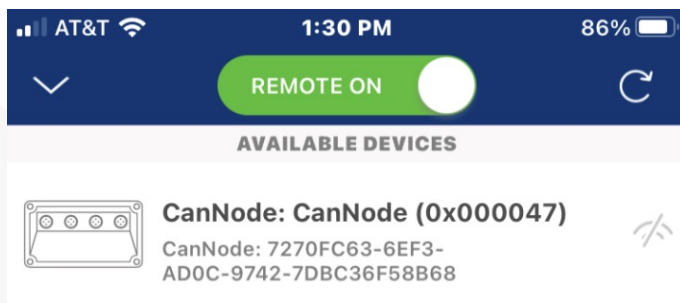 AT&T 1:30 PM 86%
REMOTE ON
AVAILABLE DEVICES
CanNode: CanNode (0x000047)
CanNode: 7270FC63-6EF3-
AD0C-9742-7DBC36F58B68